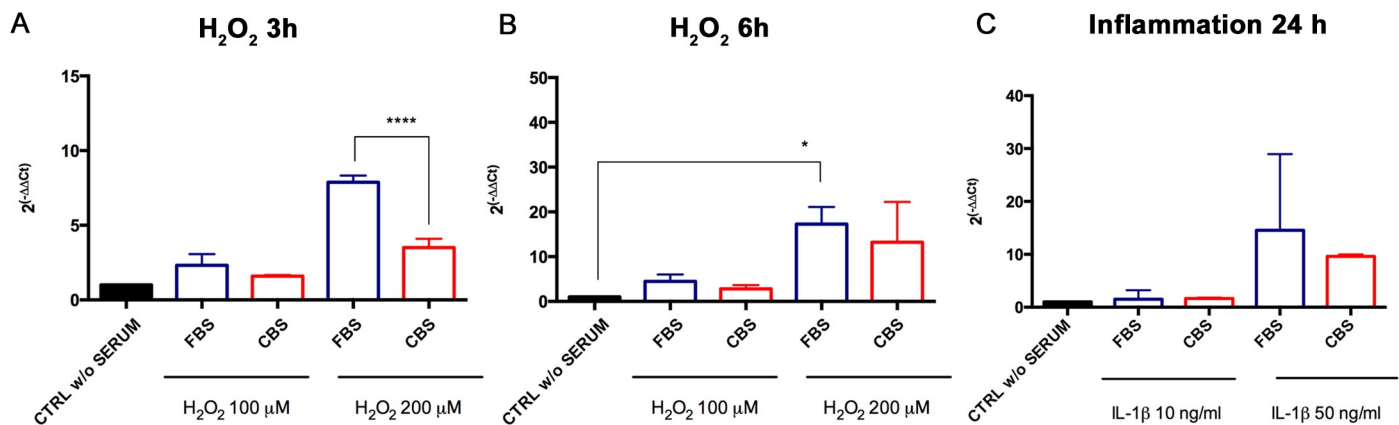 A
H₂O₂ 3h
15
10
5
0
2(-ΔΔCt)
****
CTRL w/o SERUM
FBS
CBS
FBS
CBS
H₂O₂ 100 μM
H₂O₂ 200 μM
B
H₂O₂ 6h
50
40
30
20
10
0
2(-ΔΔCt)
*
CTRL w/o SERUM
FBS
CBS
FBS
CBS
H₂O₂ 100 μM
H₂O₂ 200 μM
C
Inflammation 24 h
40
30
20
10
0
2(-ΔΔCt)
CTRL w/o SERUM
FBS
CBS
FBS
CBS
IL-1β 10 ng/ml
IL-1β 50 ng/ml